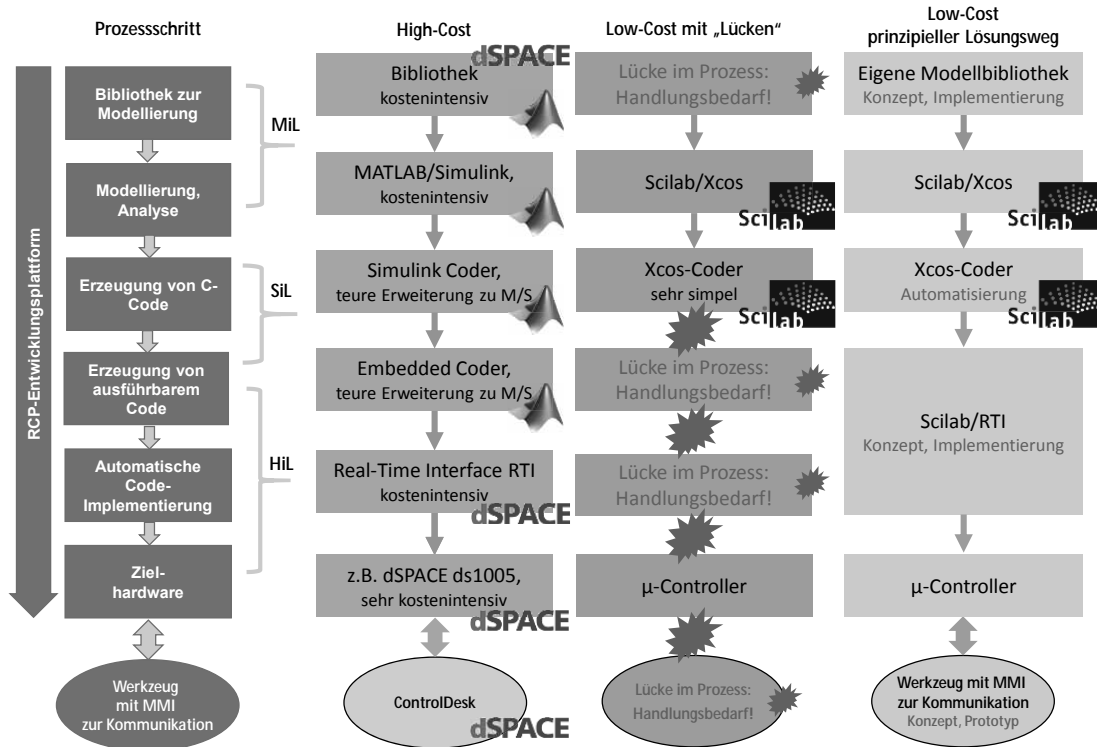 Prozessschritt
RCP-Entwicklungsplattform
Bibliothek zur
Modellierung
Modellierung,
Analyse
Erzeugung von C-
Code
Erzeugung von
ausführbarem
Code
Automatische
Code-
Implementierung
Ziel-
hardware
Werkzeug
mit MMI
zur Kommunikation
MiL
SiL
HiL
High-Cost
dSPACE
Bibliothek
kostenintensiv
MATLAB/Simulink,
kostenintensiv
Simulink Coder,
teure Erweiterung zu M/S
Embedded Coder,
teure Erweiterung zu M/S
Real-Time Interface RTI
kostenintensiv
dSPACE
z.B. dSPACE ds1005,
sehr kostenintensiv
dSPACE
ControlDesk
dSPACE
Low-Cost mit „Lücken“
Lücke im Prozess:
Handlungsbedarf!
Scilab/Xcos
Scilab
Xcos-Coder
sehr simpel
Scilab
Lücke im Prozess:
Handlungsbedarf!
Lücke im Prozess:
Handlungsbedarf!
µ-Controller
Lücke im Prozess:
Handlungsbedarf!
Low-Cost
prinzipieller Lösungsweg
Eigene Modellbibliothek
Konzept, Implementierung
Scilab/Xcos
Scilab
Xcos-Coder
Automatisierung
Scilab
Scilab/RTI
Konzept, Implementierung
µ-Controller
Werkzeug mit MMI
zur Kommunikation
Konzept, Prototyp